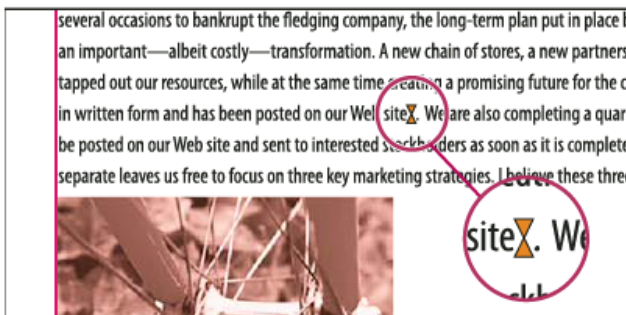 several occasions to bankrupt the fledging company, the long-term plan put in place
an important—albeit costly—transformation. A new chain of stores, a new partners
tapped out our resources, while at the same time creating a promising future for the
in written form and has been posted on our Web site. We are also completing a quar
be posted on our Web site and sent to interested stockholders as soon as it is complete
separate leaves us free to focus on three key marketing strategies. I believe these three
site. We